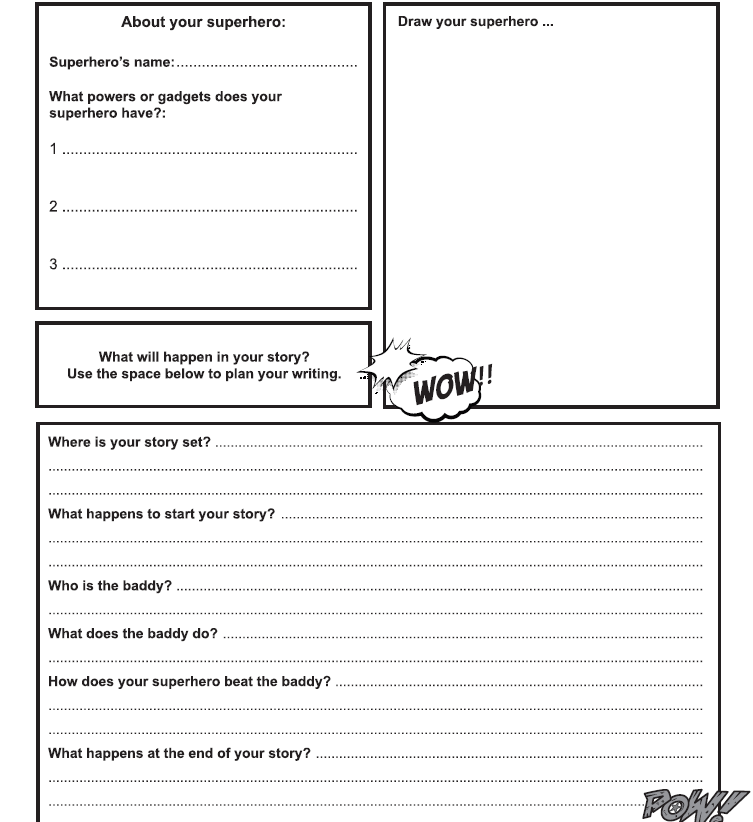 About your superhero:
Superhero's name:..........................................
What powers or gadgets does your
superhero have?:
1 ......................................................................
2 ......................................................................
3 ......................................................................
Draw your superhero ...
What will happen in your story?
Use the space below to plan your writing.
WOW!!
Where is your story set? ....................................................................................
What happens to start your story? ....................................................................................
Who is the baddy? ....................................................................................
What does the baddy do? ....................................................................................
How does your superhero beat the baddy? ....................................................................................
What happens at the end of your story? ....................................................................................
POW!!